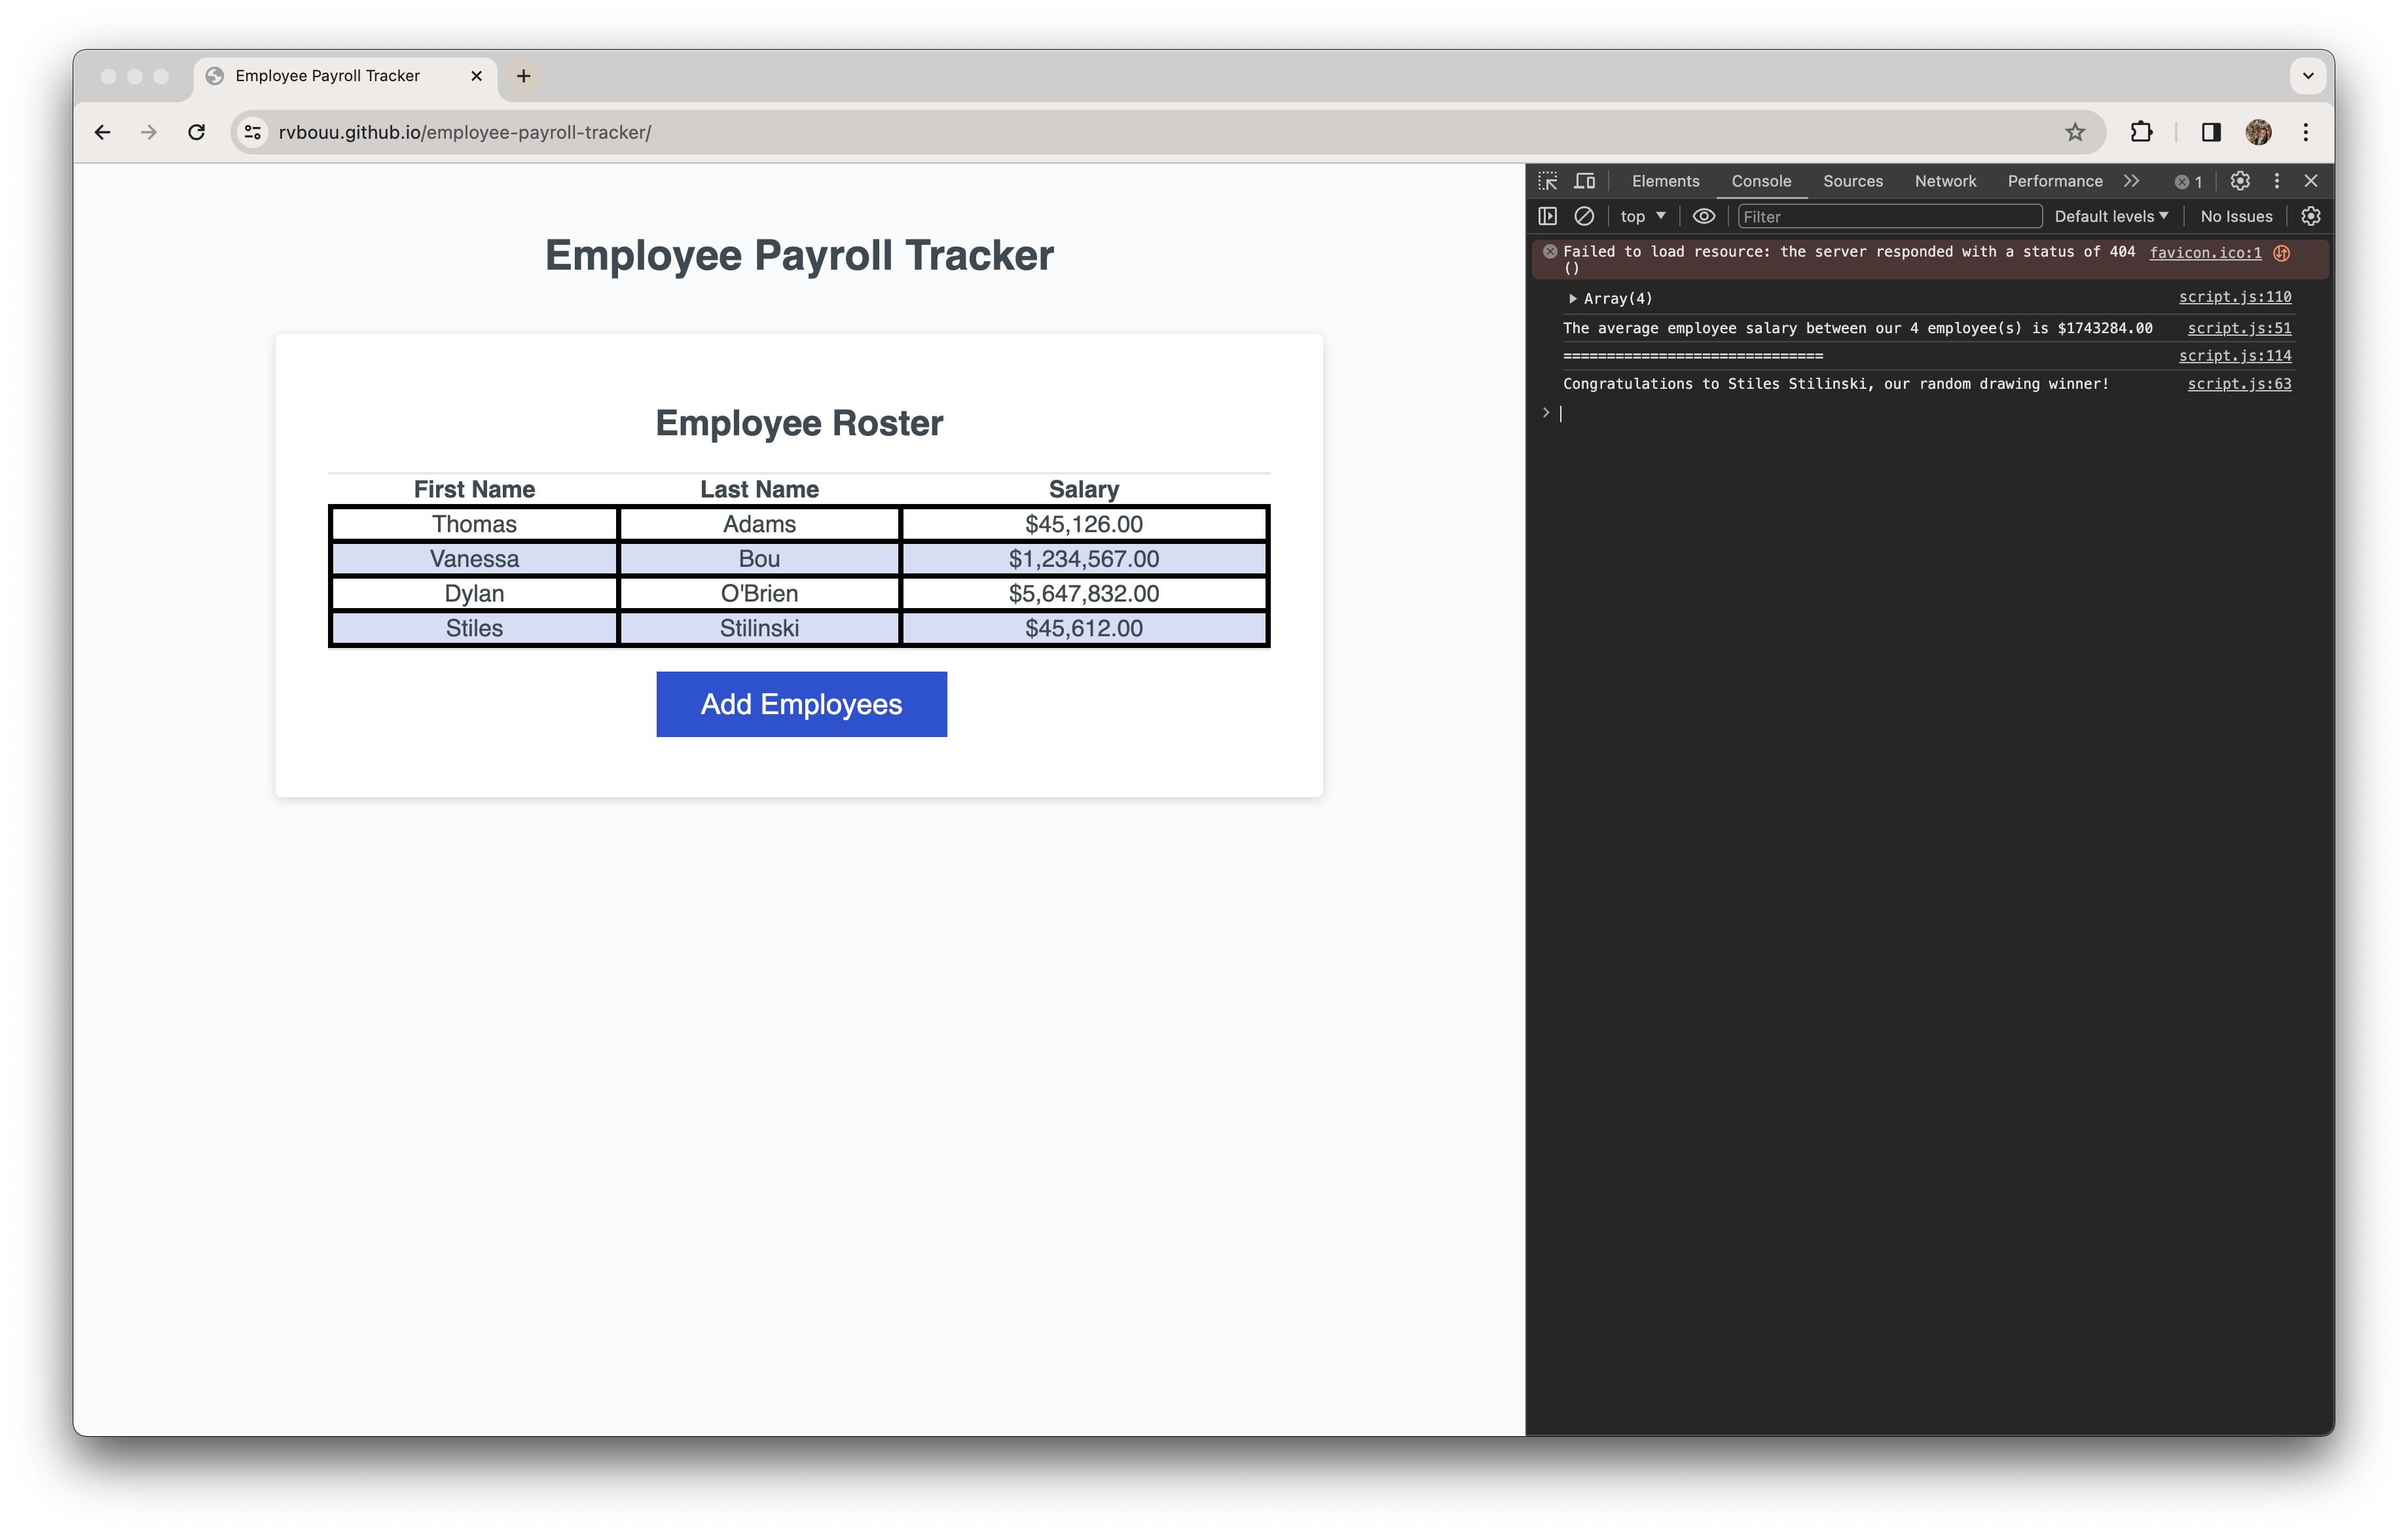 Employee Payroll Tracker
rvbouu.github.io/employee-payroll-tracker/
Employee Payroll Tracker
Employee Roster
First Name Last Name Salary
Thomas Adams $45,126.00
Vanessa Bou $1,234,567.00
Dylan O'Brien $5,647,832.00
Stiles Stilinski $45,612.00
Add Employees
Elements Console Sources Network Performance 1
top Filter Default levels No Issues
Failed to load resource: the server responded with a status of 404 favicon.ico:1
()
Array(4) script.js:110
The average employee salary between our 4 employee(s) is $1743284.00 script.js:51
============================== script.js:114
Congratulations to Stiles Stilinski, our random drawing winner! script.js:63